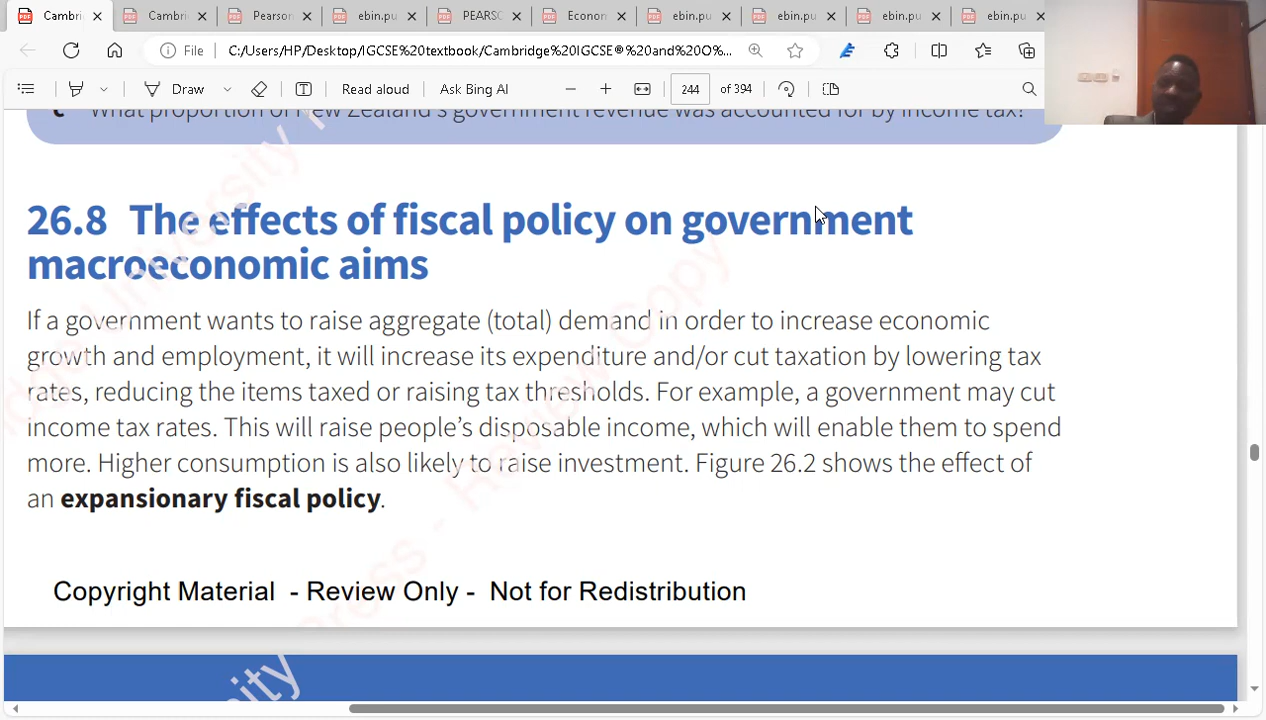 Cambri
Cambri
Pearson
ebin.pu
PEARSO
Econom
ebin.pu
ebin.pu
ebin.pu
ebin.pu
File
C:/Users/HP/Desktop/IGCSE%20textbook/Cambridge%20IGCSE®%20and%20O%...
Draw
Read aloud
Ask Bing AI
244
of 394
c What proportion of New Zealand's government revenue was accounted for by income tax?
26.8 The effects of fiscal policy on government
macroeconomic aims
If a government wants to raise aggregate (total) demand in order to increase economic
growth and employment, it will increase its expenditure and/or cut taxation by lowering tax
rates, reducing the items taxed or raising tax thresholds. For example, a government may cut
income tax rates. This will raise people's disposable income, which will enable them to spend
more. Higher consumption is also likely to raise investment. Figure 26.2 shows the effect of
an expansionary fiscal policy.
Copyright Material - Review Only - Not for Redistribution